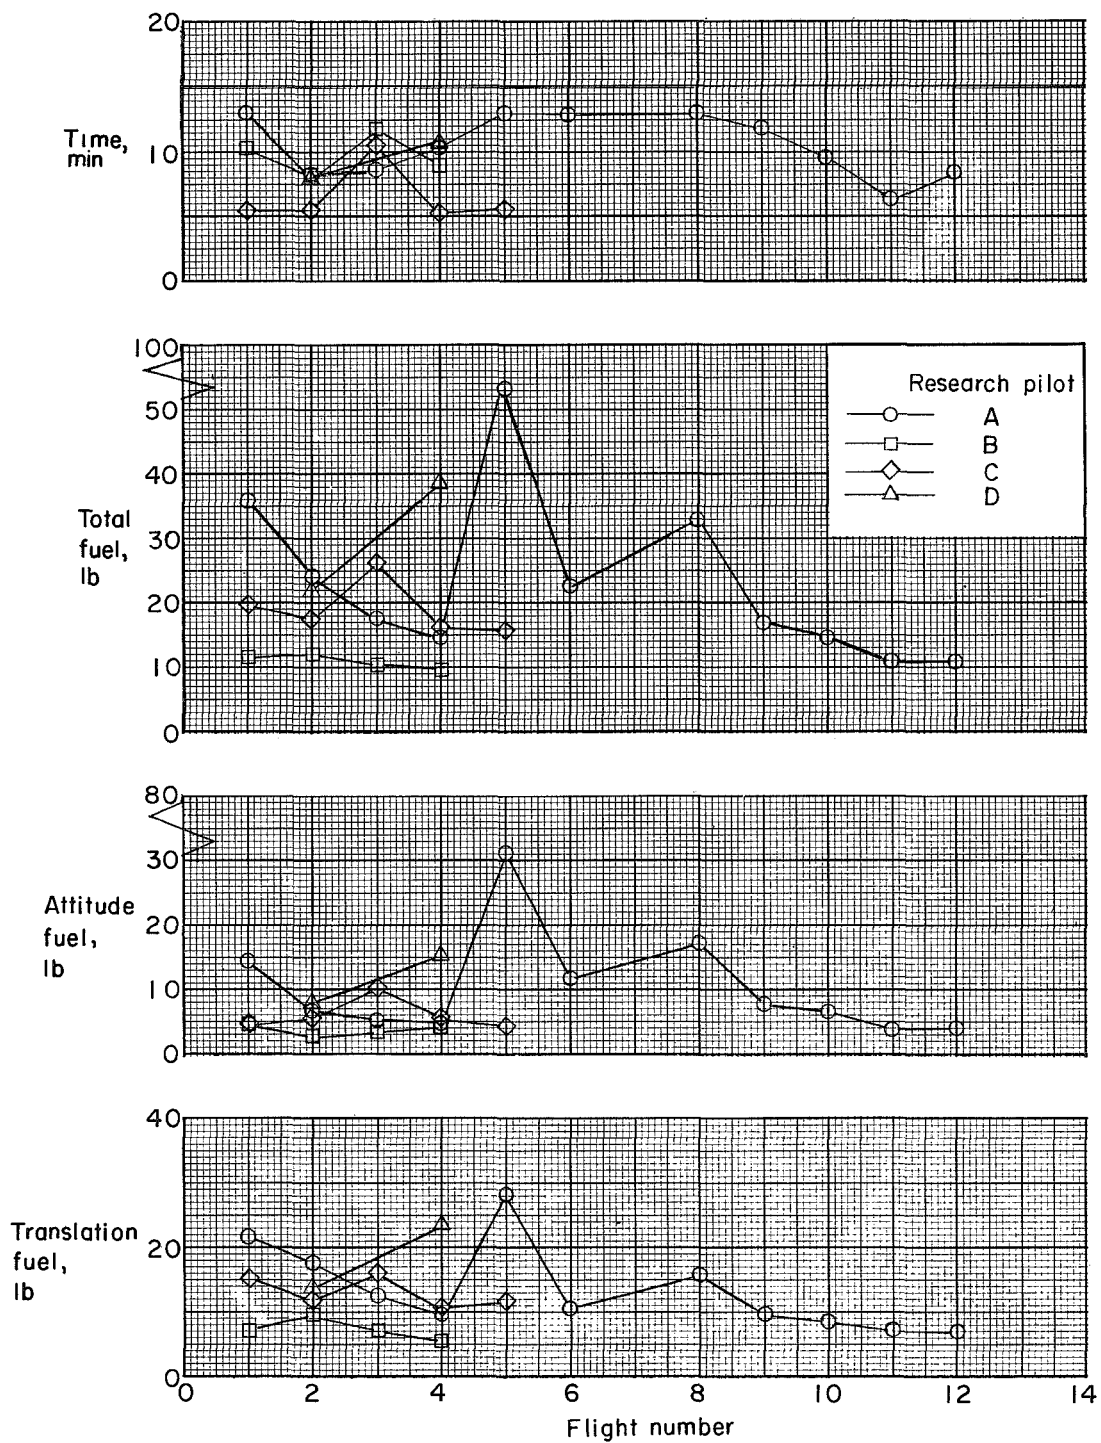 20
Time,
min
10
0
100
50
40
Total
fuel,
lb
30
20
10
0
Research pilot
A
B
C
D
80
30
Attitude
fuel,
lb
20
10
0
40
Translation
fuel,
lb
20
0
0 2 4 6 8 10 12 14
Flight number